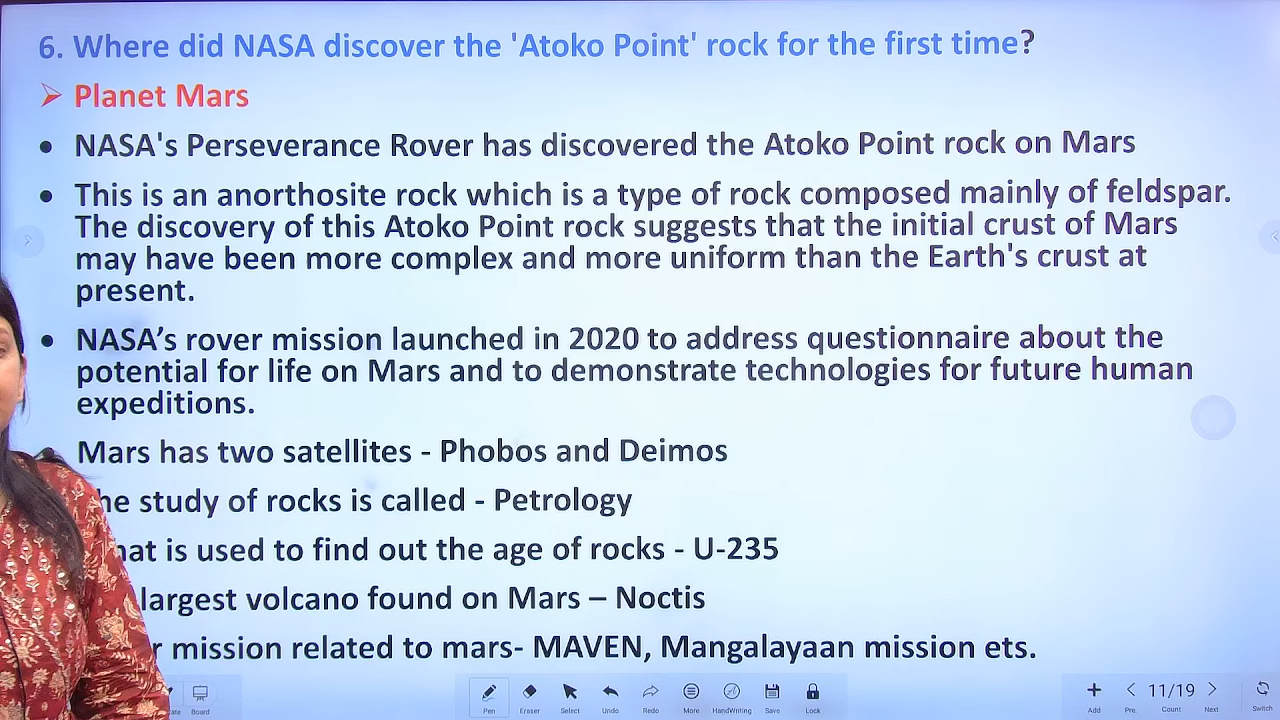 6. Where did NASA discover the 'Atoko Point' rock for the first time?
➢ Planet Mars
• NASA's Perseverance Rover has discovered the Atoko Point rock on Mars
• This is an anorthosite rock which is a type of rock composed mainly of feldspar.
The discovery of this Atoko Point rock suggests that the initial crust of Mars
may have been more complex and more uniform than the Earth's crust at
present.
• NASA’s rover mission launched in 2020 to address questionnaire about the
potential for life on Mars and to demonstrate technologies for future human
expeditions.
Mars has two satellites - Phobos and Deimos
he study of rocks is called - Petrology
hat is used to find out the age of rocks - U-235
largest volcano found on Mars – Noctis
r mission related to mars- MAVEN, Mangalayaan mission ets.
Board Pen Eraser Select Undo Redo More HandWriting Save Lock Add Pre. 11/19 Count Next Switch